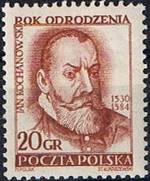 ROK ODRODZENIA
JAN KOCHANOWSKI
1530
1584
20 GR
POCZTA POLSKA